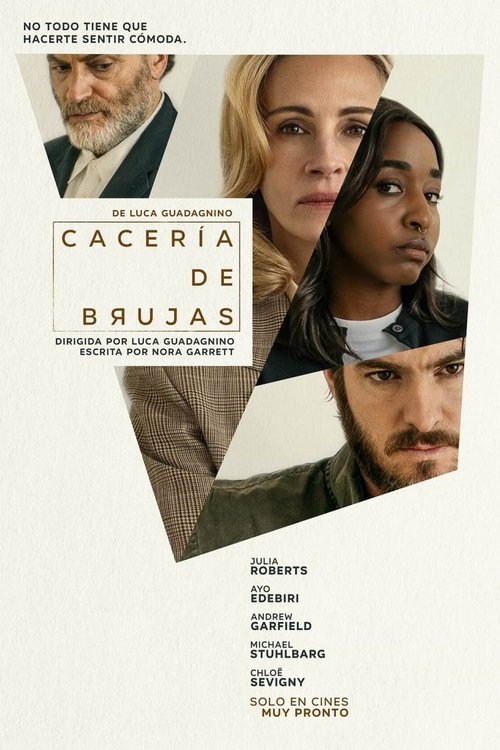 NO TODO TIENE QUE
HACERTE SENTIR CÓMODA.
DE LUCA GUADAGNINO
CACERÍA
DE
BRUJAS
DIRIGIDA POR LUCA GUADAGNINO
ESCRITA POR NORA GARRETT
JULIA
ROBERTS
AYO
EDEBIRI
ANDREW
GARFIELD
MICHAEL
STUHLBARG
CHLOË
SEVIGNY
SOLO EN CINES
MUY PRONTO